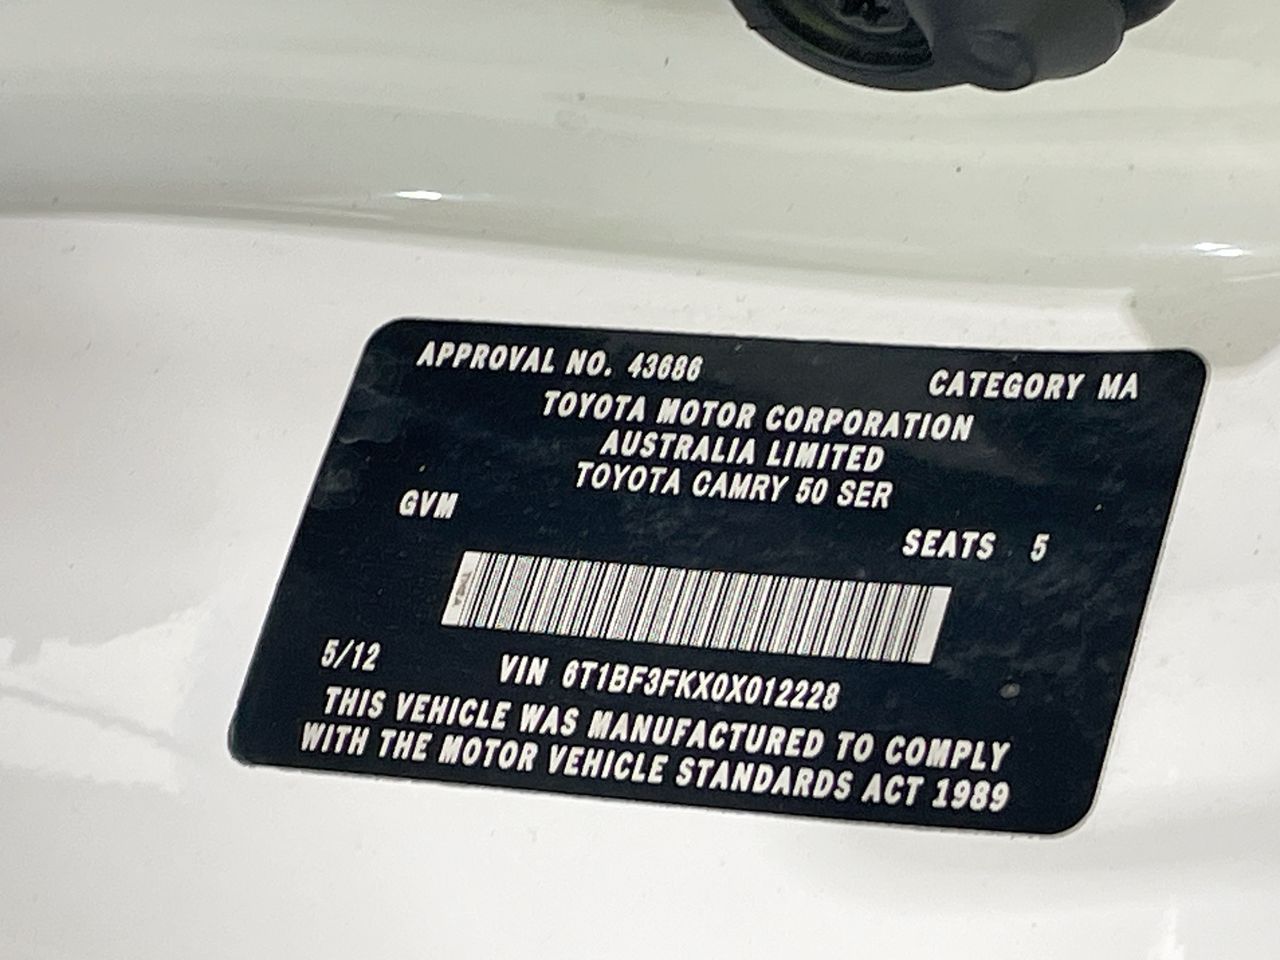 APPROVAL NO. 43686
CATEGORY MA
TOYOTA MOTOR CORPORATION
AUSTRALIA LIMITED
TOYOTA CAMRY 50 SER
GVM
SEATS 5
5/12
VIN 6T1BF3FKX0X012228
THIS VEHICLE WAS MANUFACTURED TO COMPLY
WITH THE MOTOR VEHICLE STANDARDS ACT 1989